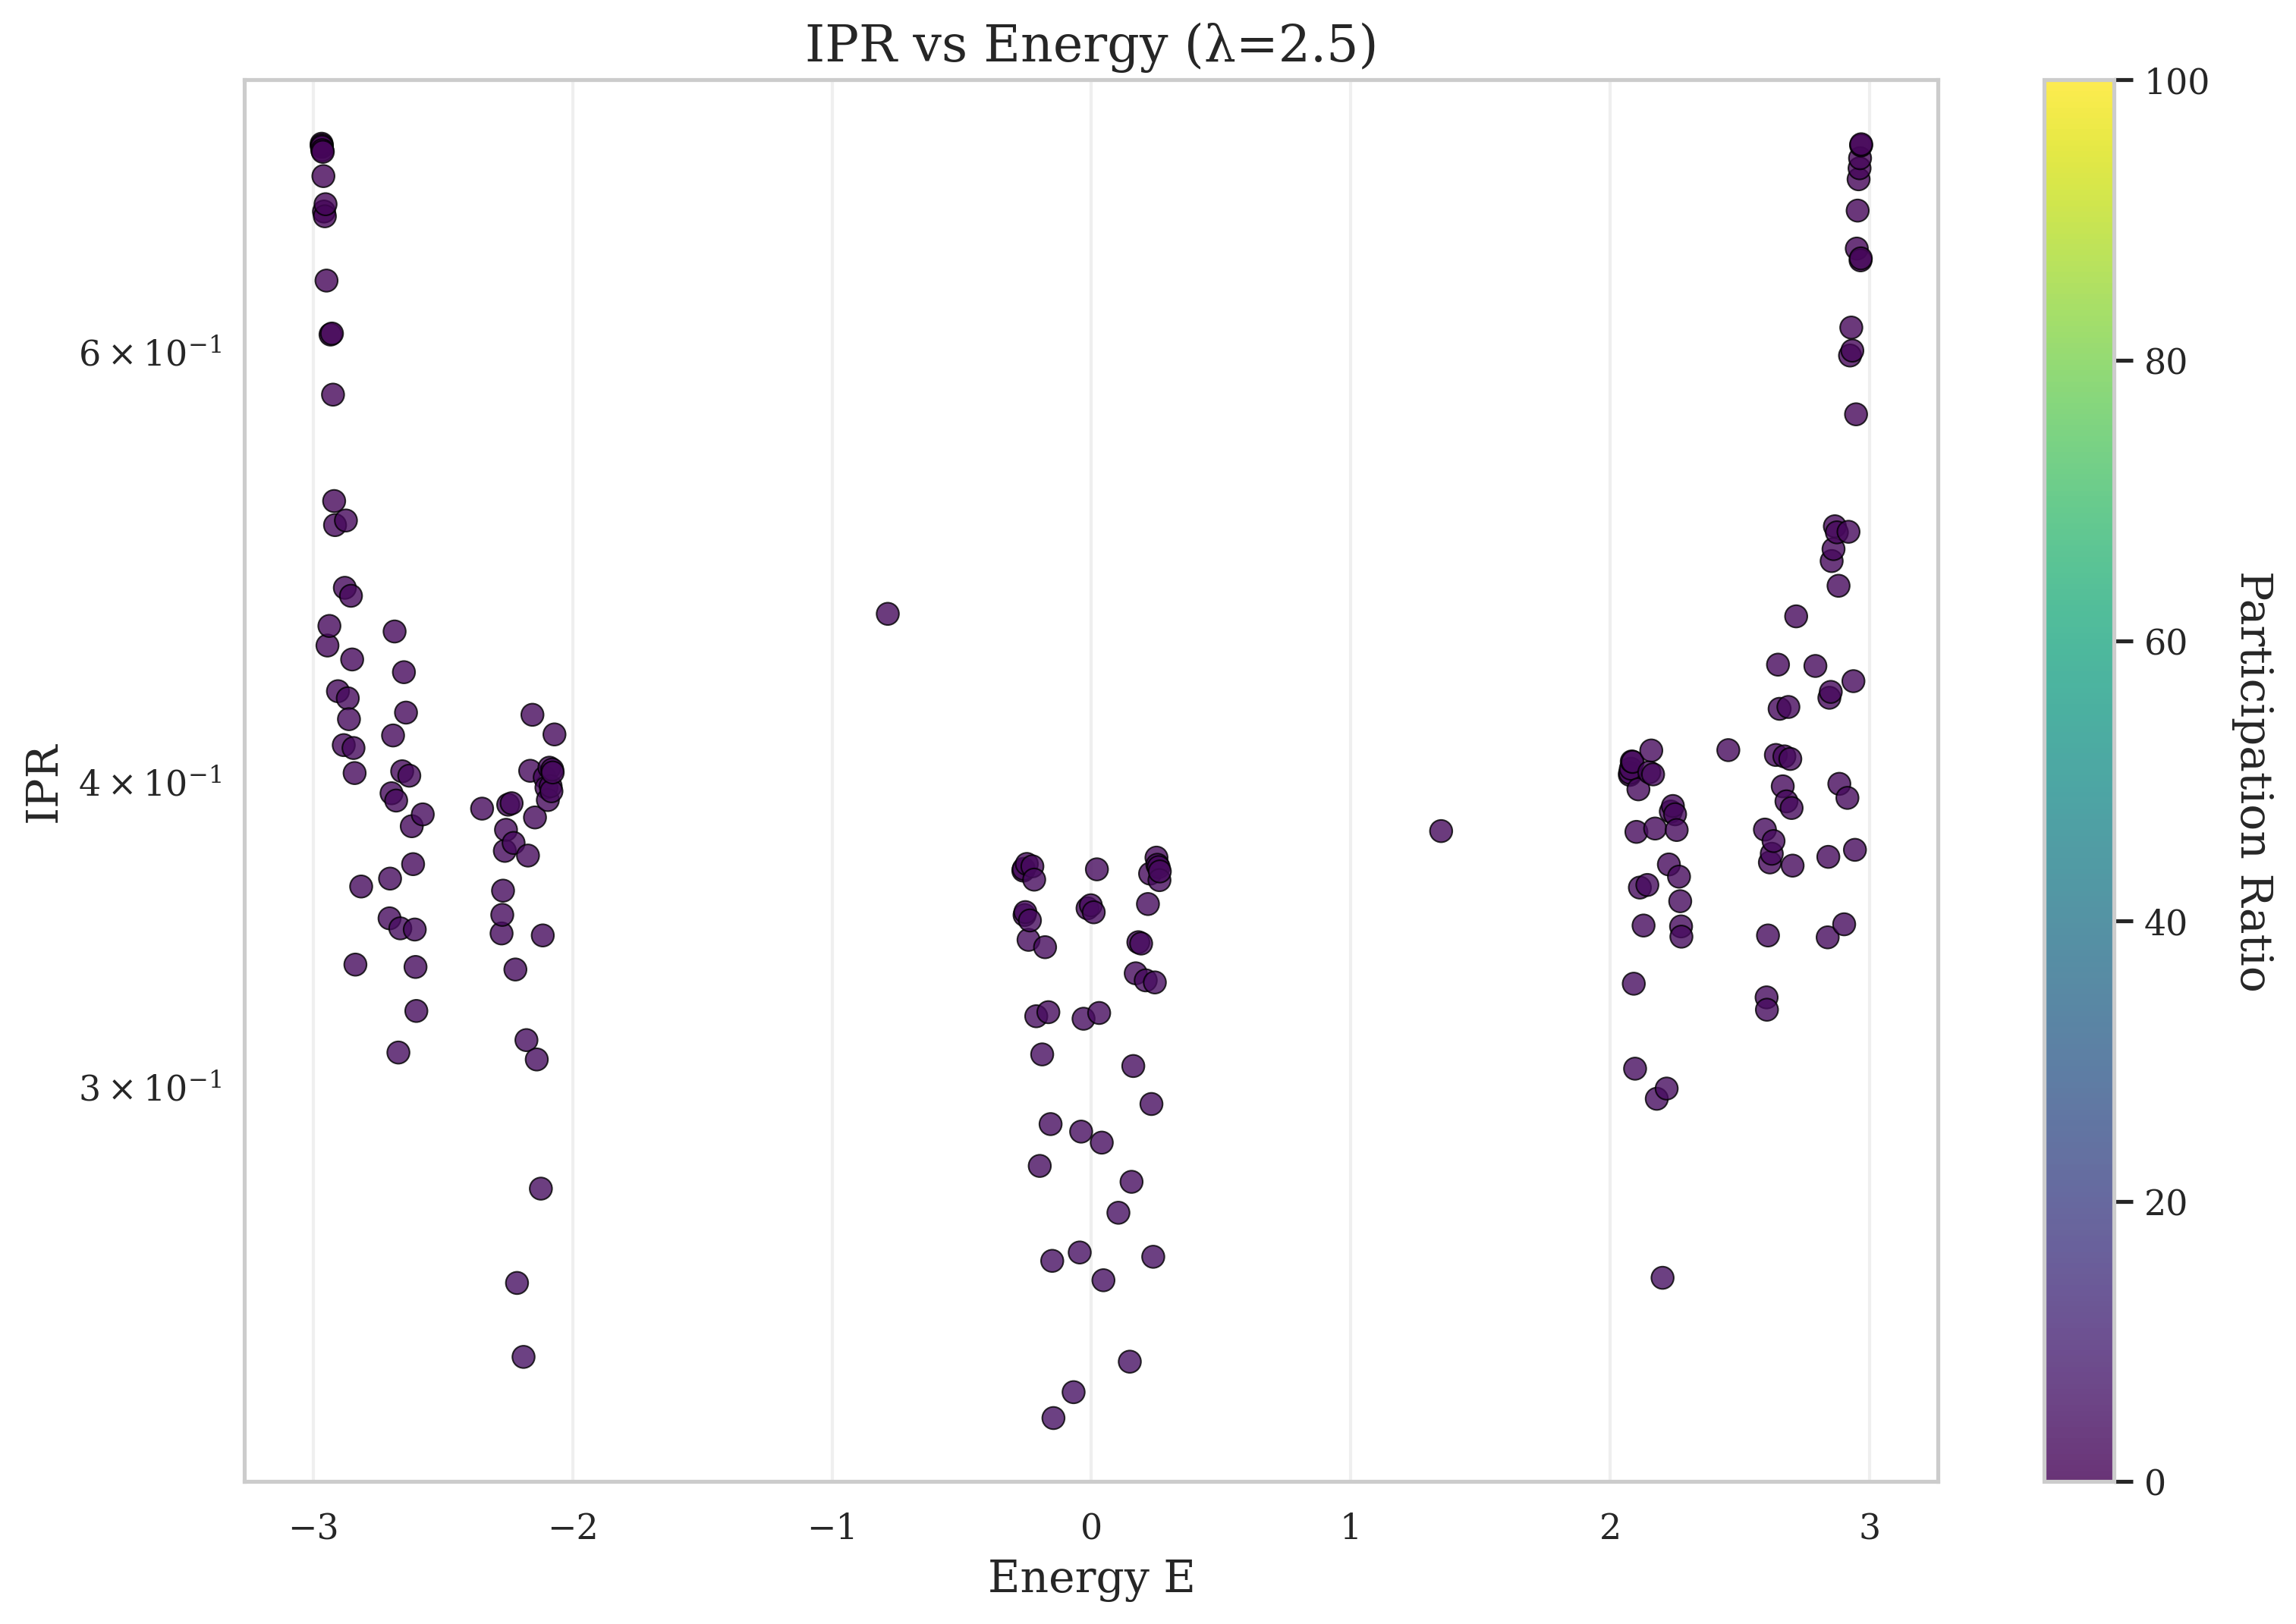 IPR vs Energy (λ=2.5)
IPR
6 × 10⁻¹
4 × 10⁻¹
3 × 10⁻¹
−3
−2
−1
0
1
2
3
Energy E
100
80
60
40
20
0
Participation Ratio